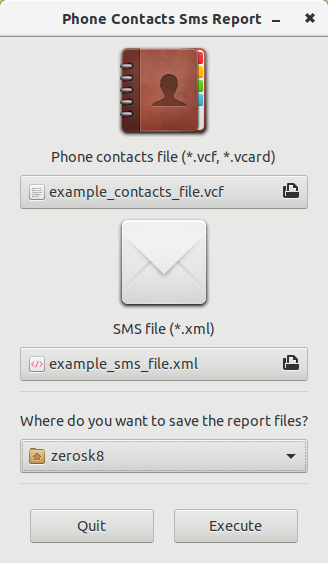 Phone Contacts Sms Report
Phone contacts file (*.vcf, *.vcard)
example_contacts_file.vcf
SMS file (*.xml)
example_sms_file.xml
Where do you want to save the report files?
zerosk8
Quit
Execute